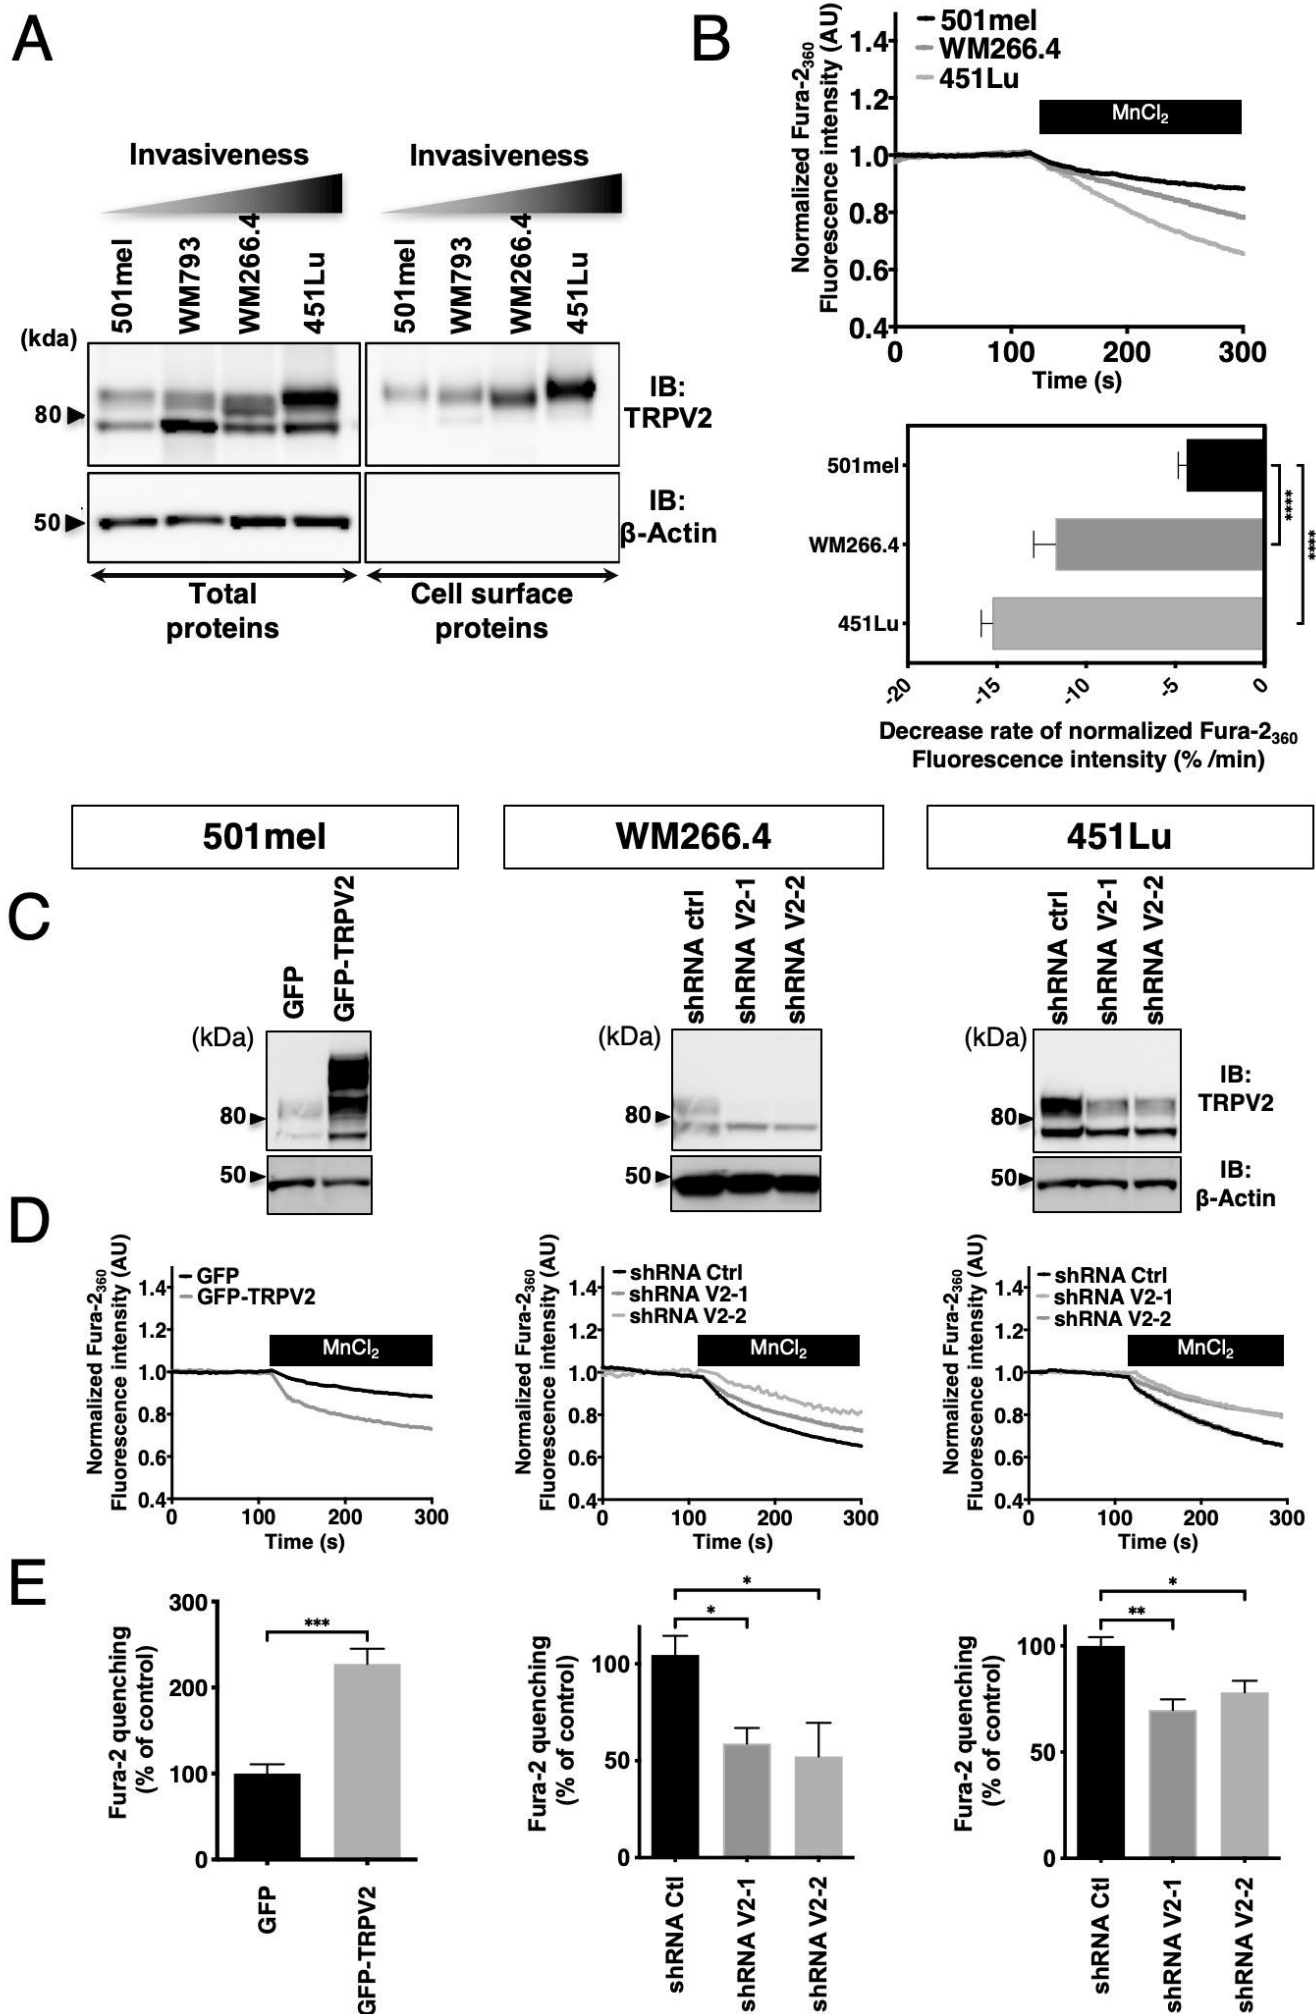 A
Invasiveness
Invasiveness
501mel
WM793
WM266.4
451Lu
501mel
WM793
WM266.4
451Lu
(kda)
80
50
IB:
TRPV2
IB:
β-Actin
Total
proteins
Cell surface
proteins
B
Normalized Fura-2360
Fluorescence intensity (AU)
501mel
WM266.4
451Lu
MnCl2
1.4
1.2
1.0
0.8
0.6
0.4
0
100
200
300
Time (s)
501mel
WM266.4
451Lu
****
****
-20
-15
-10
-5
0
Decrease rate of normalized Fura-2360
Fluorescence intensity (% /min)
501mel
WM266.4
451Lu
C
GFP
GFP-TRPV2
(kDa)
80
50
shRNA ctrl
shRNA V2-1
shRNA V2-2
(kDa)
80
50
shRNA ctrl
shRNA V2-1
shRNA V2-2
(kDa)
80
50
IB:
TRPV2
IB:
β-Actin
D
Normalized Fura-2360
Fluorescence intensity (AU)
GFP
GFP-TRPV2
MnCl2
1.4
1.2
1.0
0.8
0.6
0.4
0
100
200
300
Time (s)
Normalized Fura-2360
Fluorescence intensity (AU)
shRNA Ctrl
shRNA V2-1
shRNA V2-2
MnCl2
1.4
1.2
1.0
0.8
0.6
0.4
0
100
200
300
Time (s)
Normalized Fura-2360
Fluorescence intensity (AU)
shRNA Ctrl
shRNA V2-1
shRNA V2-2
MnCl2
1.4
1.2
1.0
0.8
0.6
0.4
0
100
200
300
Time (s)
E
Fura-2 quenching
(% of control)
300
200
100
0
***
GFP
GFP-TRPV2
Fura-2 quenching
(% of control)
100
50
0
*
*
shRNA Ctl
shRNA V2-1
shRNA V2-2
Fura-2 quenching
(% of control)
100
50
0
*
**
shRNA Ctl
shRNA V2-1
shRNA V2-2